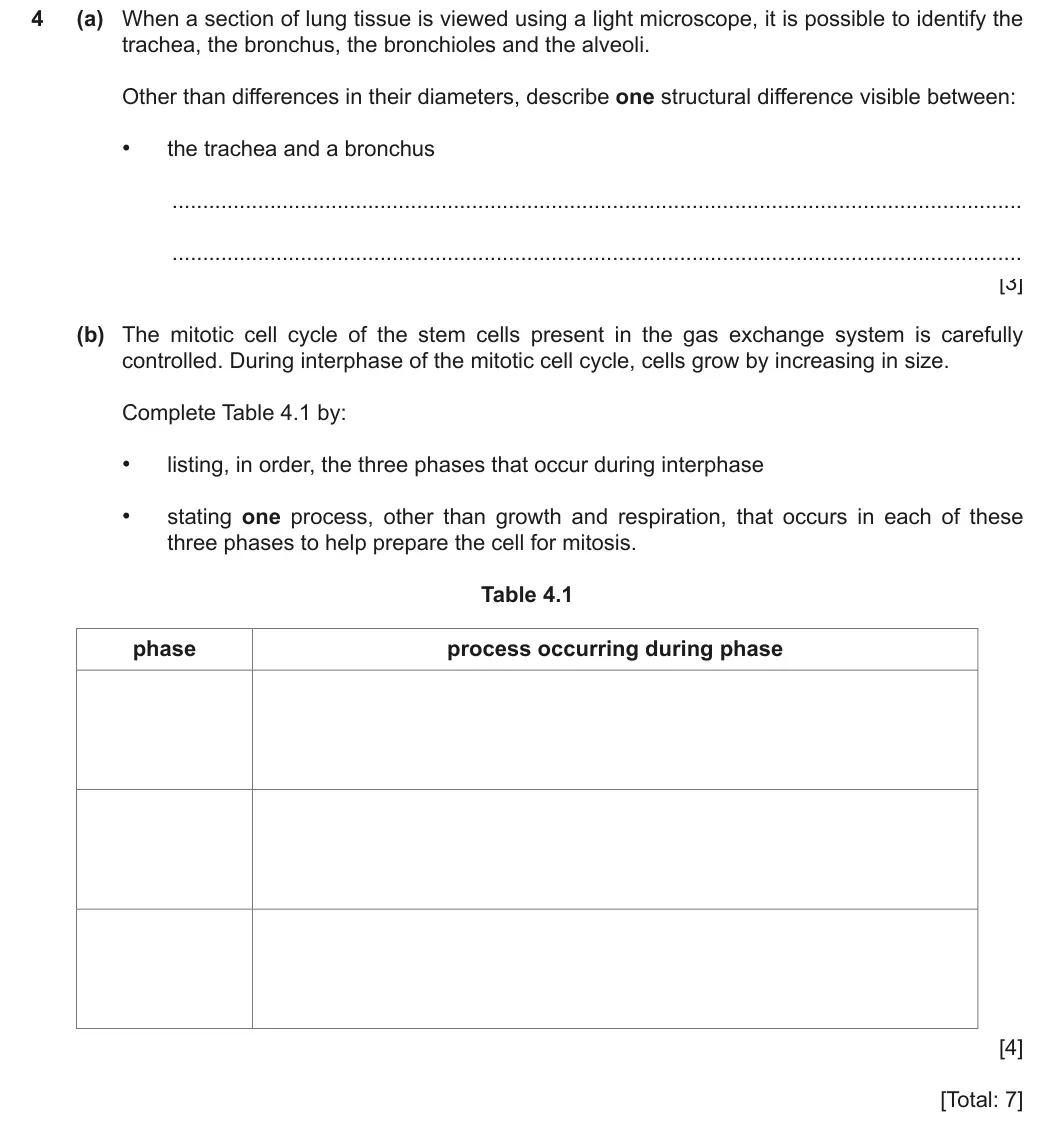 4 (a) When a section of lung tissue is viewed using a light microscope, it is possible to identify the
trachea, the bronchus, the bronchioles and the alveoli.
Other than differences in their diameters, describe one structural difference visible between:
• the trachea and a bronchus
..........................................................................................................................................
..........................................................................................................................................
[3]
(b) The mitotic cell cycle of the stem cells present in the gas exchange system is carefully
controlled. During interphase of the mitotic cell cycle, cells grow by increasing in size.
Complete Table 4.1 by:
• listing, in order, the three phases that occur during interphase
• stating one process, other than growth and respiration, that occurs in each of these
three phases to help prepare the cell for mitosis.
Table 4.1
phase process occurring during phase
[4]
[Total: 7]